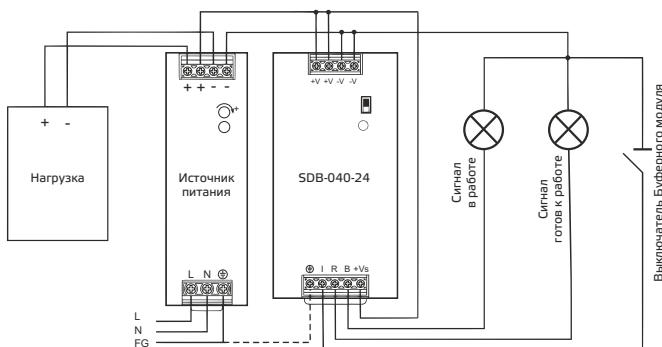 + + - -
+V +V -V -V
+
+ -
Нагрузка
Источник
питания
SDB-040-24
Сигнал
в работе
Сигнал
готов к работе
Выключатель Буферного модуля
L N
I R B +Vs
L
N
FG